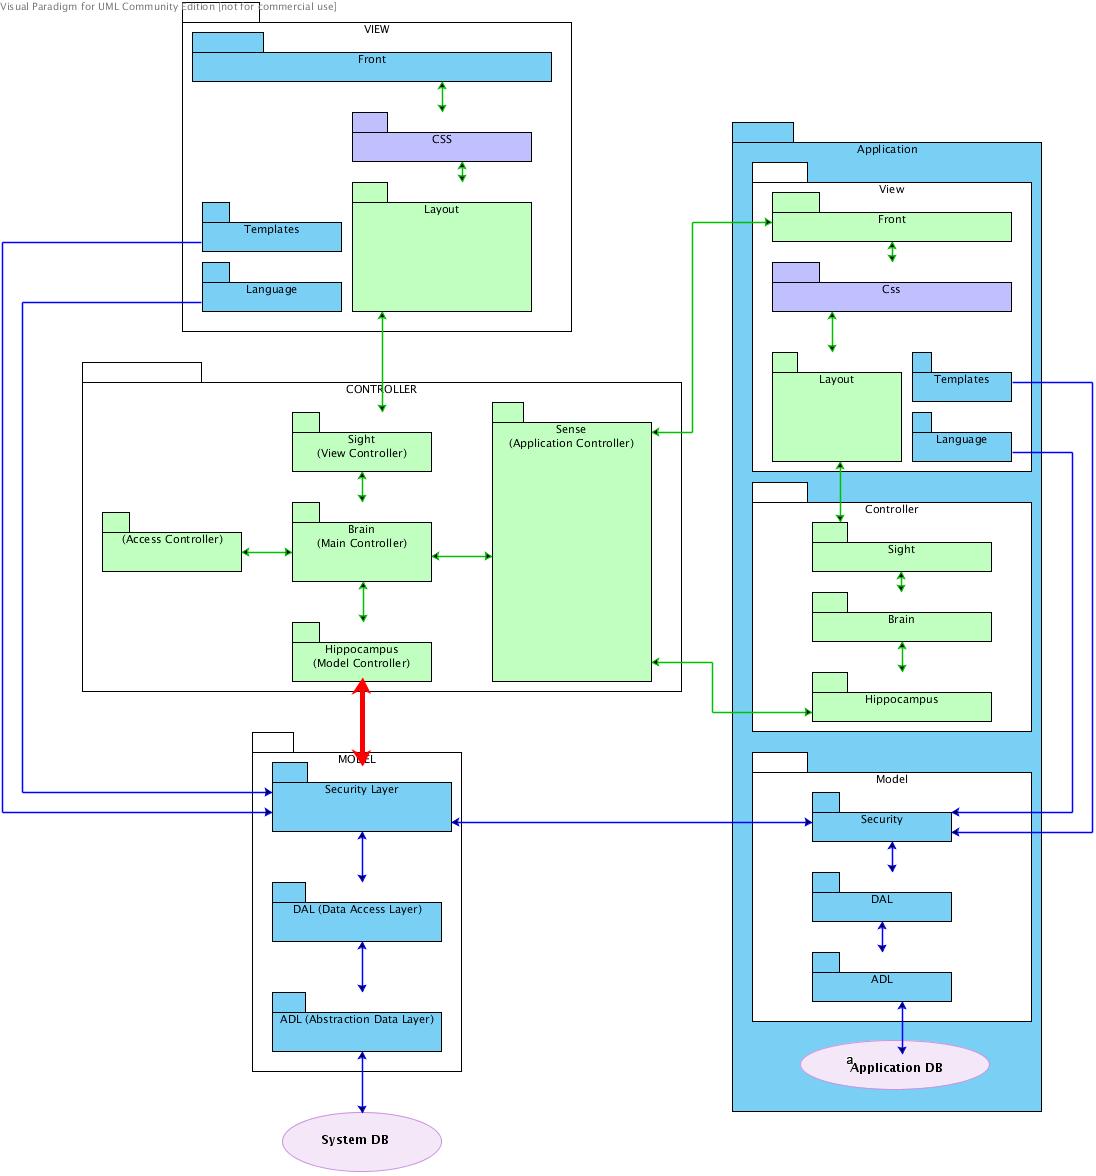 Visual Paradigm for UML Community Edition [not for commercial use]
VIEW
Front
CSS
Layout
Templates
Language
CONTROLLER
Sight
(View Controller)
Sense
(Application Controller)
Brain
(Main Controller)
(Access Controller)
Hippocampus
(Model Controller)
MODEL
Security Layer
DAL (Data Access Layer)
ADL (Abstraction Data Layer)
System DB
Application
View
Front
Css
Layout
Templates
Language
Controller
Sight
Brain
Hippocampus
Model
Security
DAL
ADL
a
Application DB